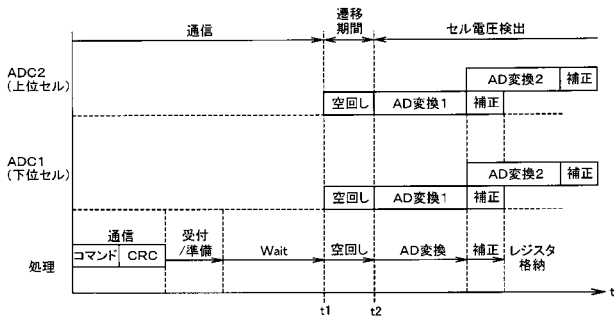 通信
遷移
期間
セル電圧検出
ADC2
(上位セル)
AD変換2 補正
空回し AD変換1 補正
ADC1
(下位セル)
AD変換2 補正
空回し AD変換1 補正
処理
通信
コマンド CRC
受付
/準備
Wait
空回し
AD変換
補正
レジスタ
格納
t1 t2 t